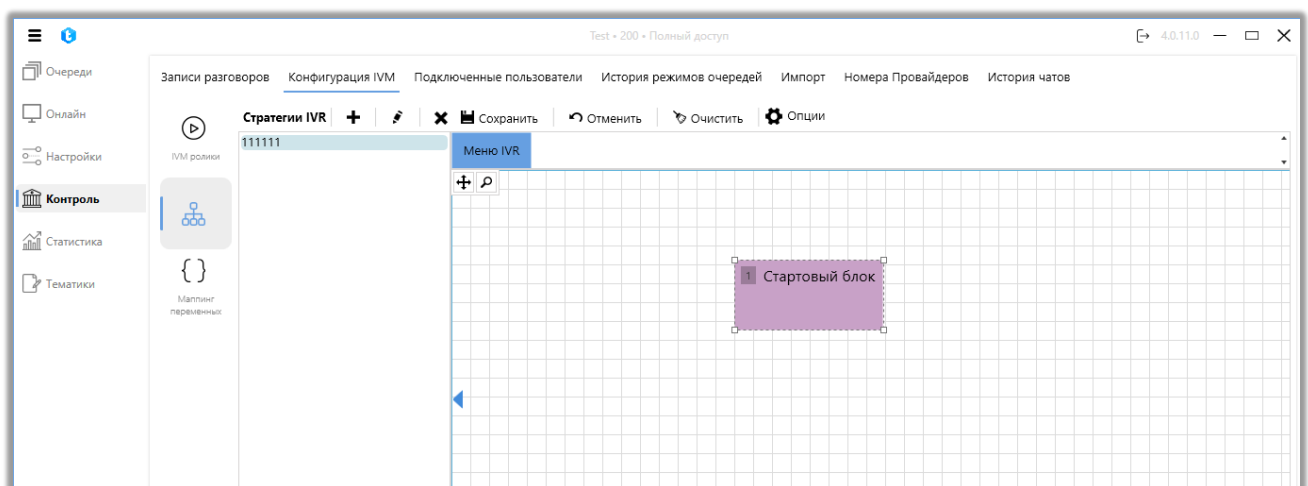 Test • 200 • Полный доступ
4.0.11.0
Очереди
Онлайн
Настройки
Контроль
Статистика
Тематики
Записи разговоров Конфигурация IVM Подключенные пользователи История режимов очередей Импорт Номера Провайдеров История чатов
IVM ролики
Маппинг
переменных
Стратегии IVR
Сохранить Отменить Очистить Опции
111111
Меню IVR
1 Стартовый блок